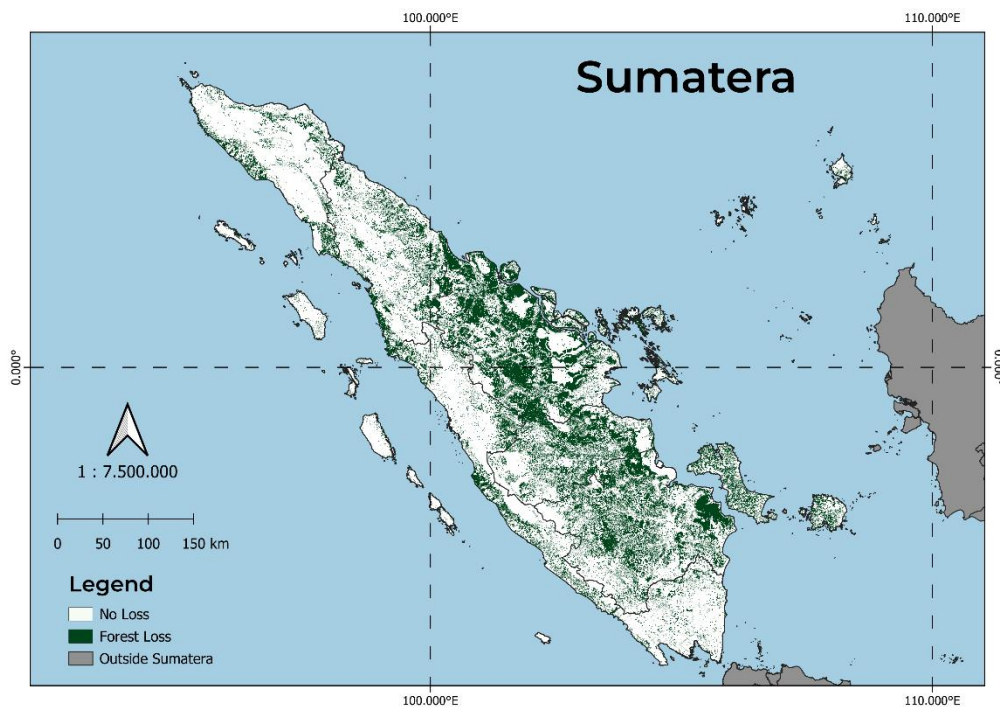 100.000°E
110.000°E
Sumatera
0.000°
0.000°
1 : 7.500.000
0
50
100
150 km
Legend
No Loss
Forest Loss
Outside Sumatera
100.000°E
110.000°E